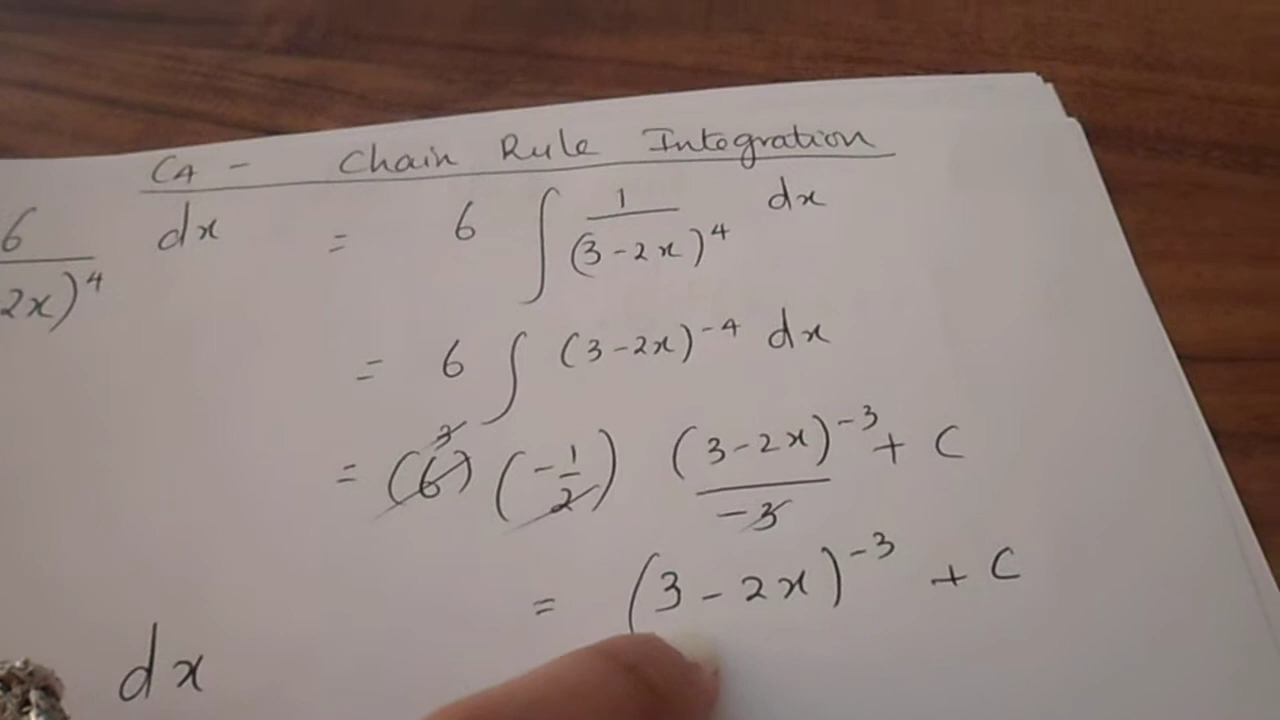 C4 - Chain Rule Integration
6/2x)⁴ dx = 6 ∫ 1/(3-2x)⁴ dx
= 6 ∫ (3-2x)⁻⁴ dx
= (6)3 (-1/2) (3-2x)⁻³/-3 + C
= (3-2x)⁻³ + C
dx